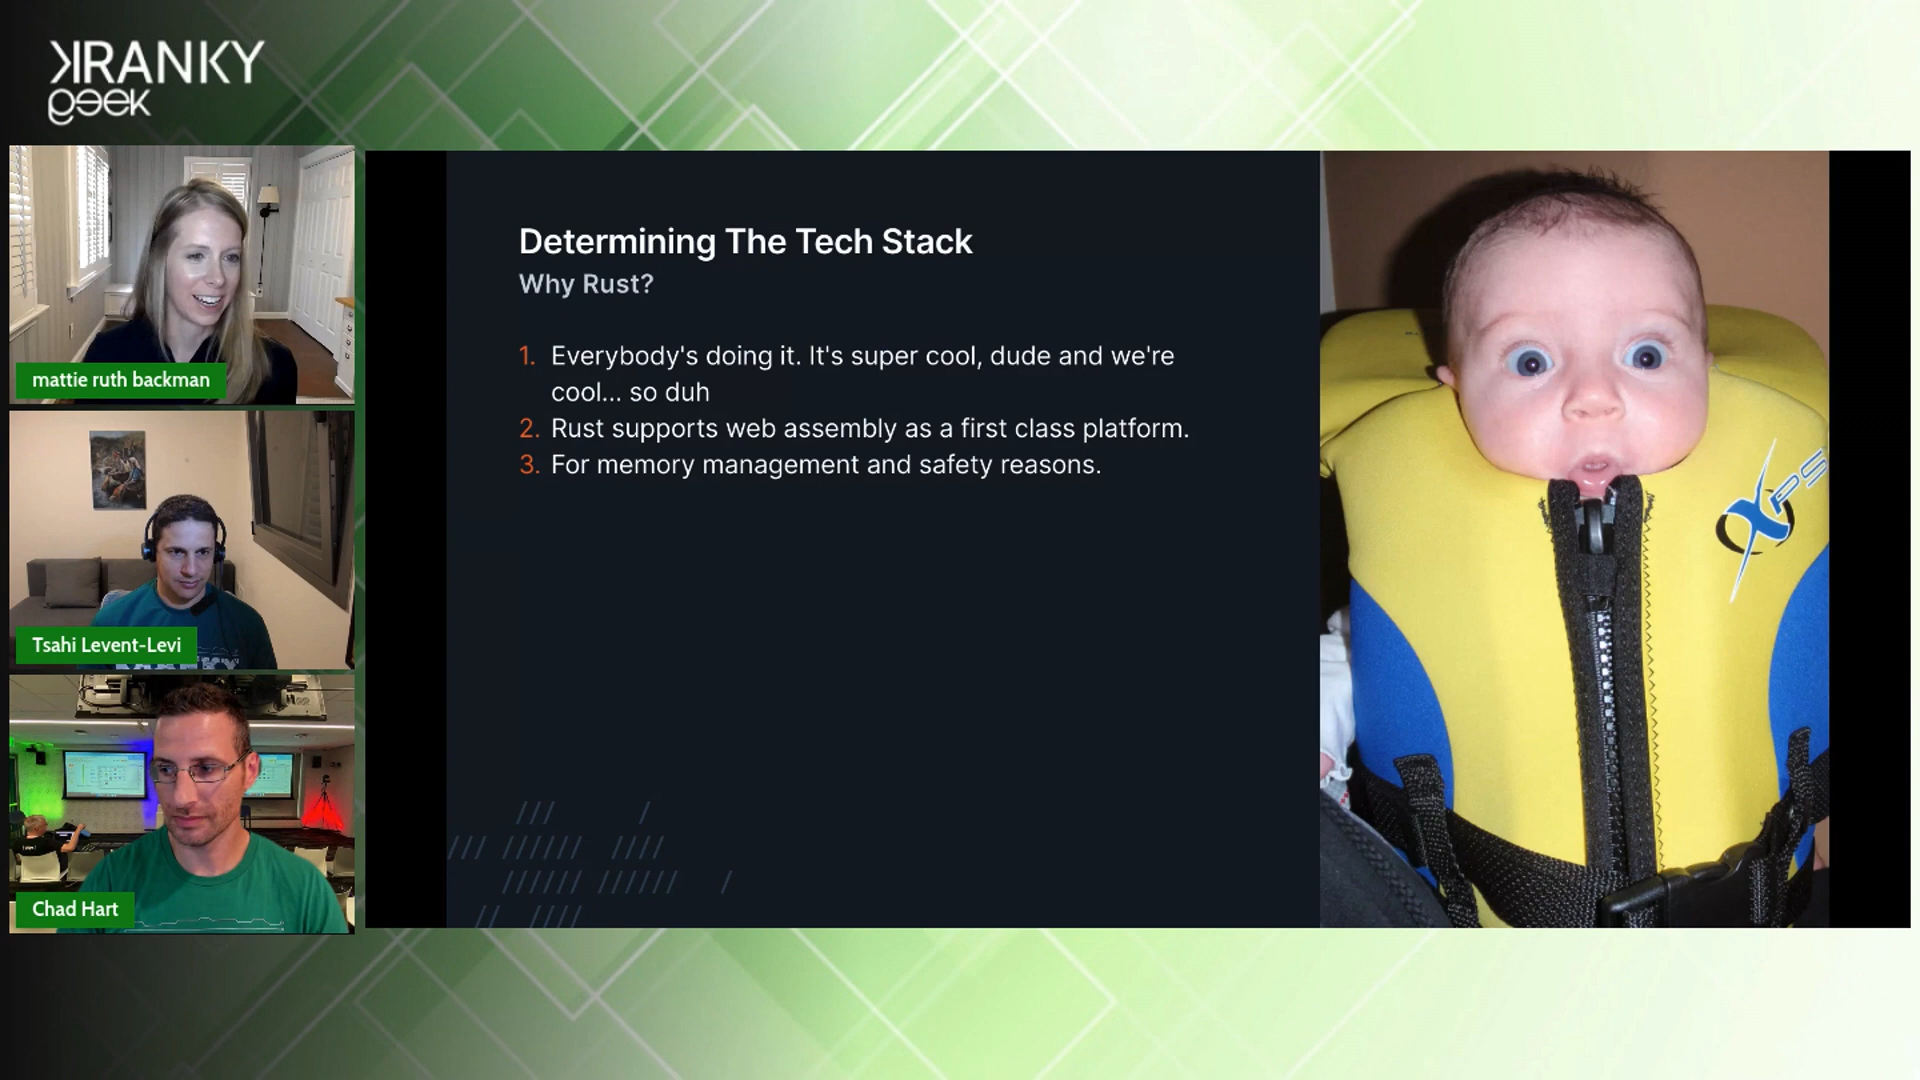 KRANKY
geek
mattie ruth backman
Tsahi Levent-Levi
Chad Hart
Determining The Tech Stack
Why Rust?
1. Everybody's doing it. It's super cool, dude and we're
cool... so duh
2. Rust supports web assembly as a first class platform.
3. For memory management and safety reasons.
XPS